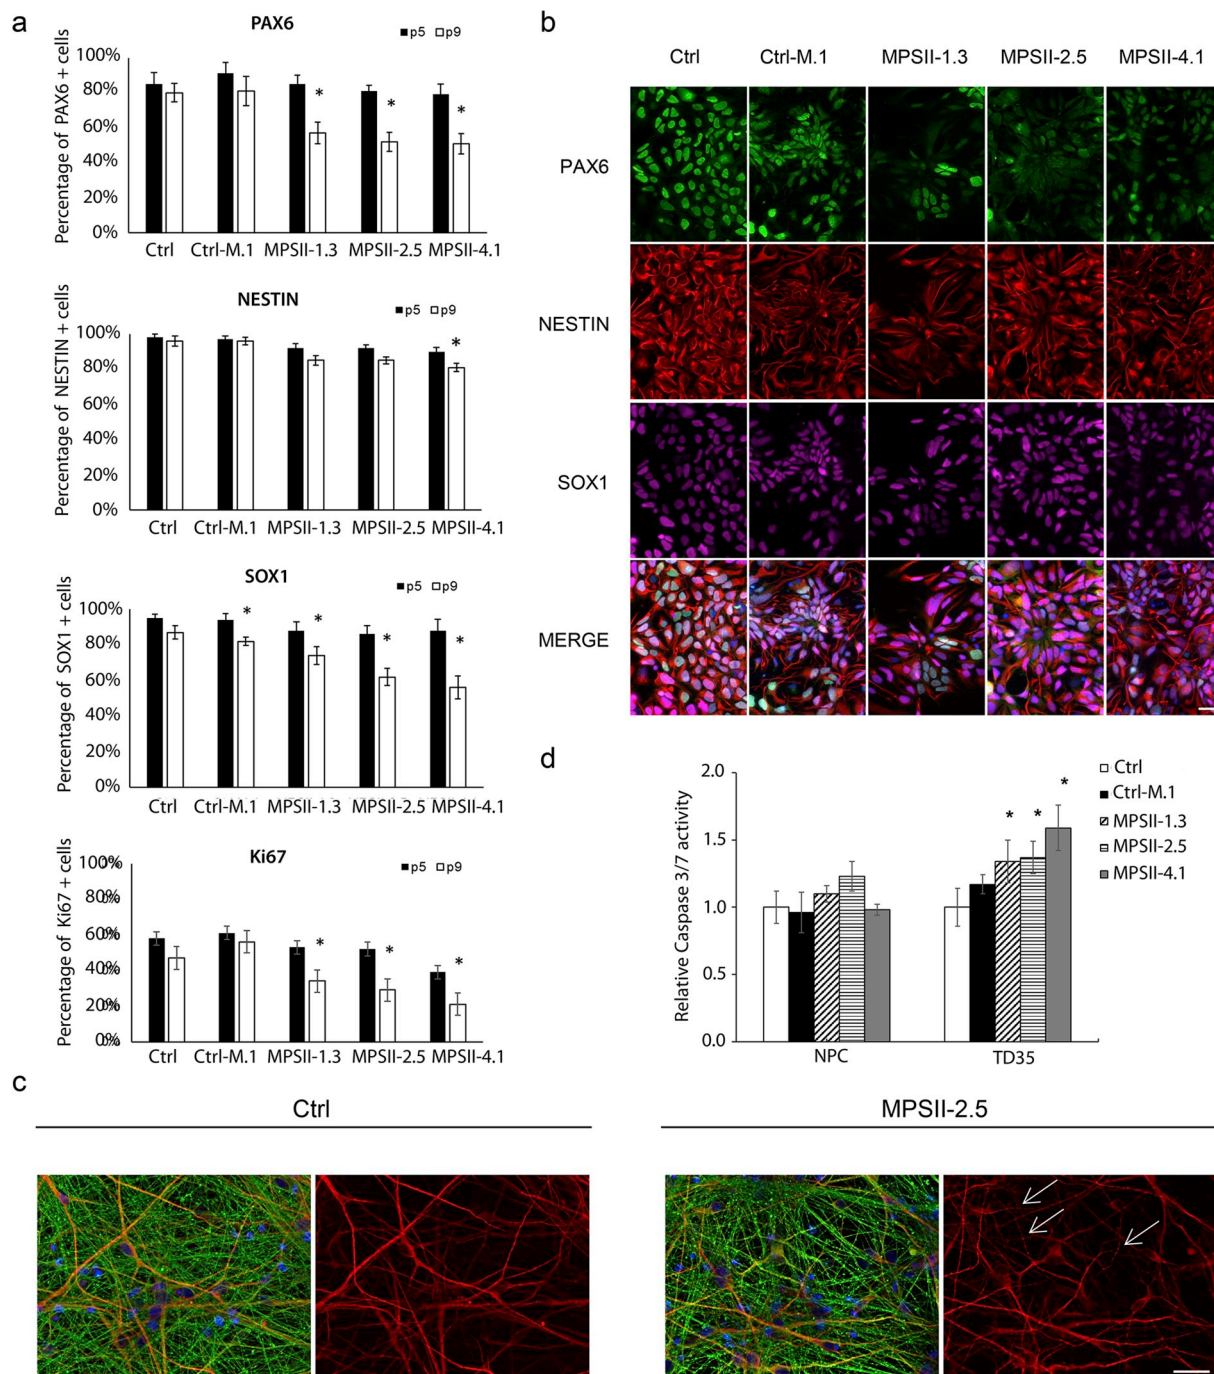 a
PAX6
p5 p9
Percentage of PAX6 + cells
100%
80%
60%
40%
20%
0%
Ctrl Ctrl-M.1 MPSII-1.3 MPSII-2.5 MPSII-4.1
* * *
NESTIN
p5 p9
Percentage of NESTIN + cells
100%
80%
60%
40%
20%
0%
Ctrl Ctrl-M.1 MPSII-1.3 MPSII-2.5 MPSII-4.1
*
SOX1
p5 p9
Percentage of SOX1 + cells
100%
80%
60%
40%
20%
0%
Ctrl Ctrl-M.1 MPSII-1.3 MPSII-2.5 MPSII-4.1
* * * *
Ki67
p5 p9
Percentage of Ki67 + cells
100%
80%
60%
40%
20%
0%
Ctrl Ctrl-M.1 MPSII-1.3 MPSII-2.5 MPSII-4.1
* * *
b
Ctrl Ctrl-M.1 MPSII-1.3 MPSII-2.5 MPSII-4.1
PAX6
NESTIN
SOX1
MERGE
d
Relative Caspase 3/7 activity
2.0
1.5
1.0
0.5
0.0
NPC TD35
* * *
Ctrl
Ctrl-M.1
MPSII-1.3
MPSII-2.5
MPSII-4.1
c
Ctrl MPSII-2.5